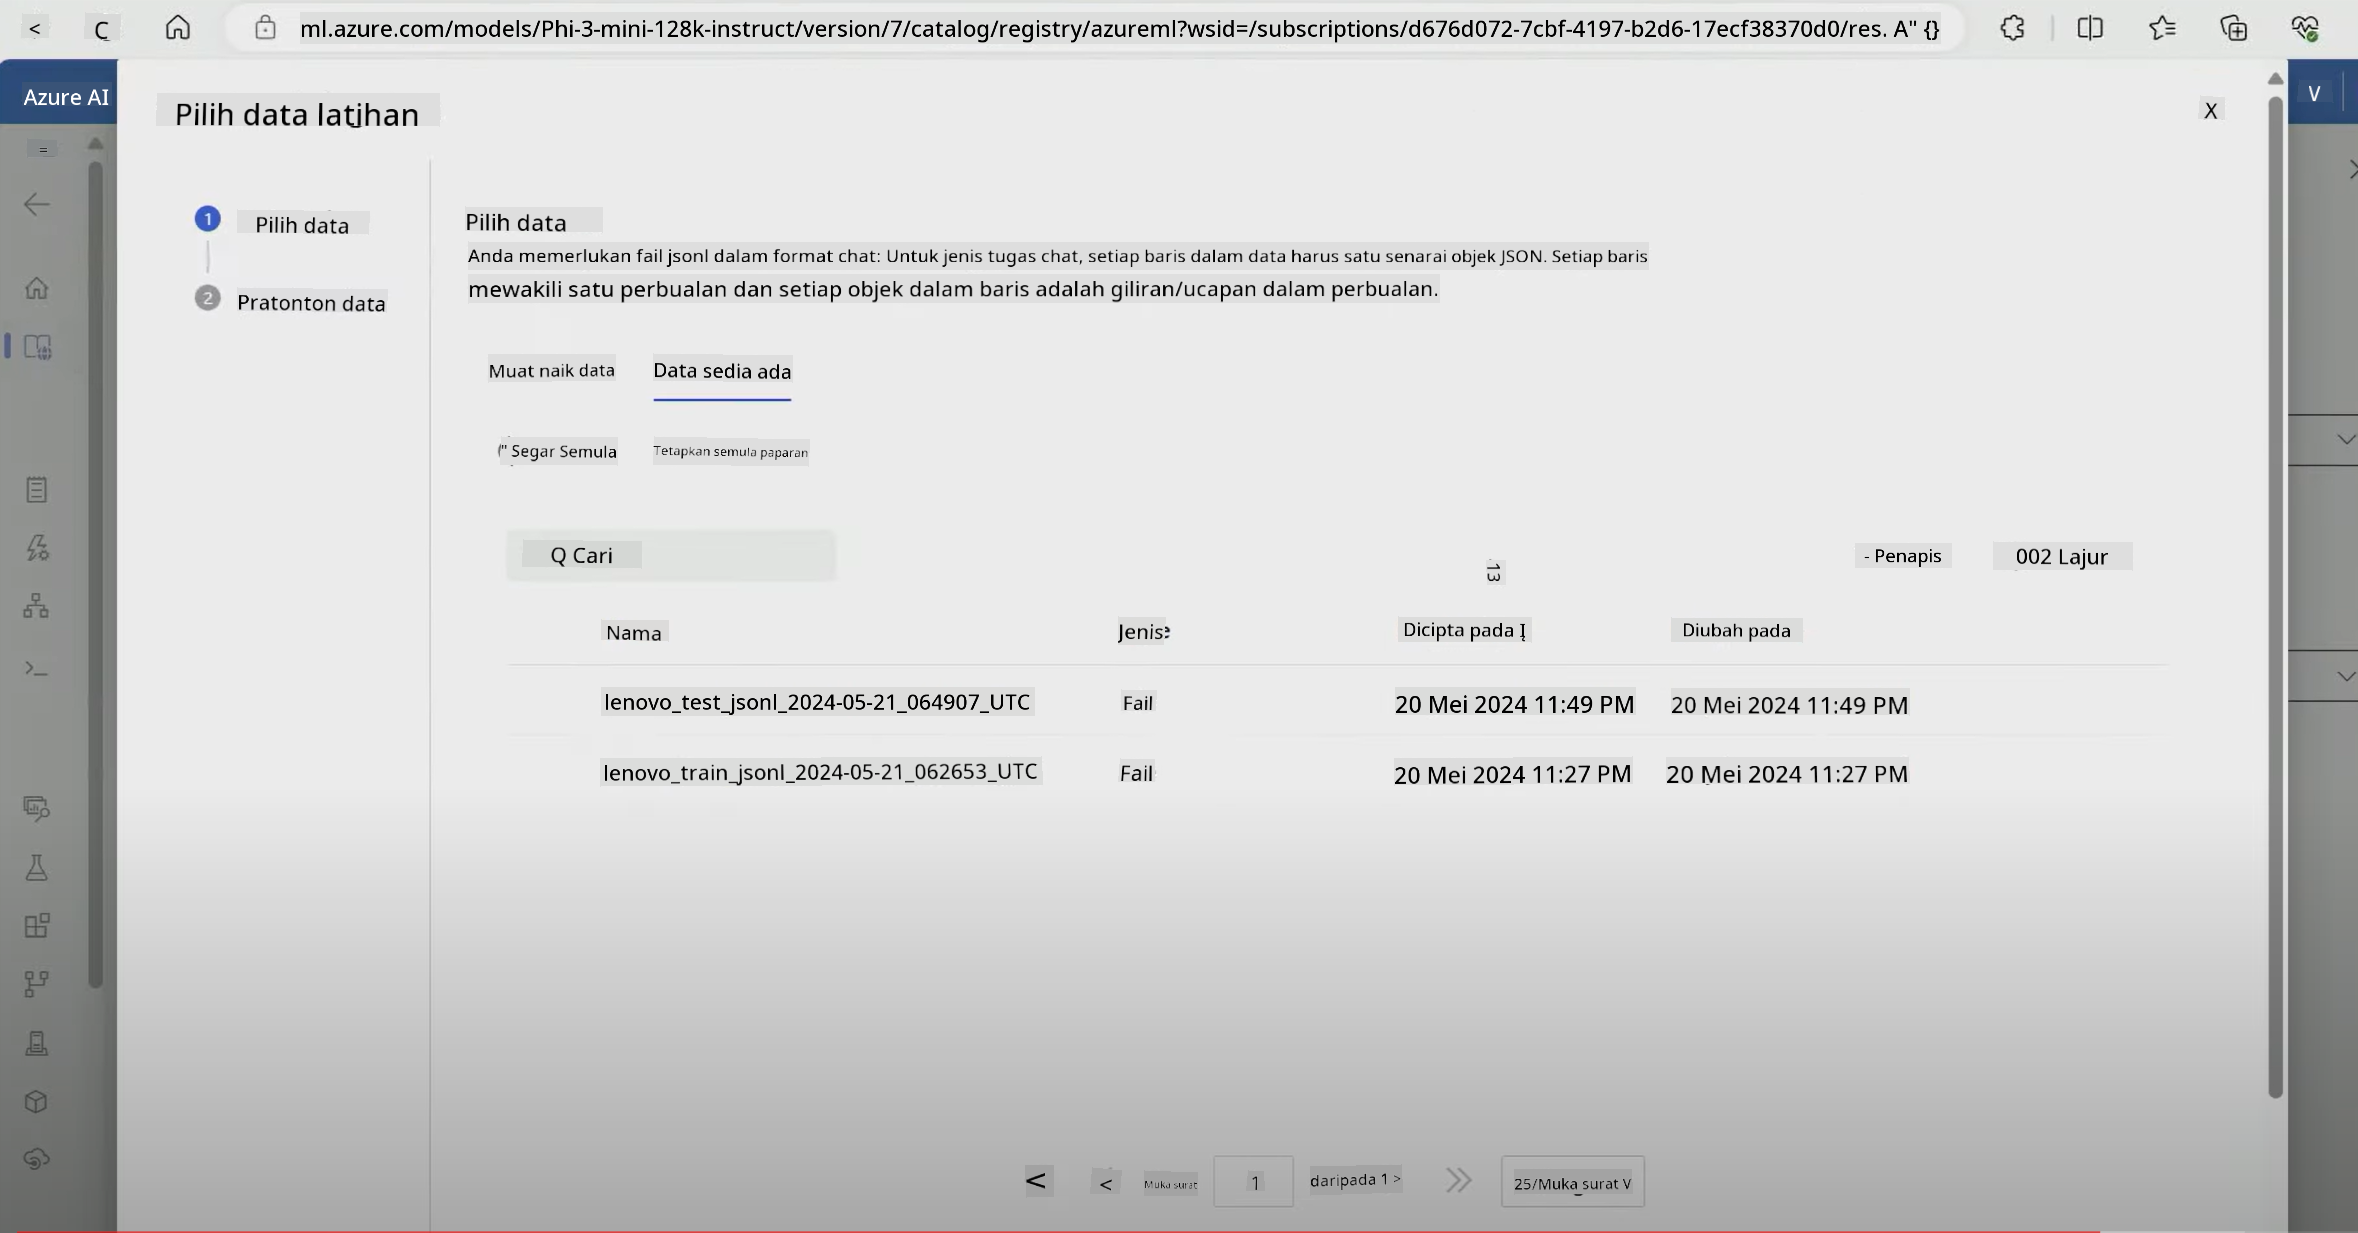 ml.azure.com/models/Phi-3-mini-128k-instruct/version/7/catalog/registry/azureml?wsid=/subscriptions/d676d072-7cbf-4197-b2d6-17ecf38370d0/res. A" {}
Azure AI
Pilih data latihan
X
V
1 Pilih data
2 Pratonton data
Pilih data
Anda memerlukan fail jsonl dalam format chat: Untuk jenis tugas chat, setiap baris dalam data harus satu senarai objek JSON. Setiap baris
mewakili satu perbualan dan setiap objek dalam baris adalah giliran/ucapan dalam perbualan.
Muat naik data Data sedia ada
(" Segar Semula Tetapkan semula paparan
Q Cari
13
- Penapis 002 Lajur
Nama Jenis Dicipta pada Diubah pada
lenovo_test_jsonl_2024-05-21_064907_UTC Fail 20 Mei 2024 11:49 PM 20 Mei 2024 11:49 PM
lenovo_train_jsonl_2024-05-21_062653_UTC Fail 20 Mei 2024 11:27 PM 20 Mei 2024 11:27 PM
< < Muka surat 1 daripada 1 > 25/Muka surat V